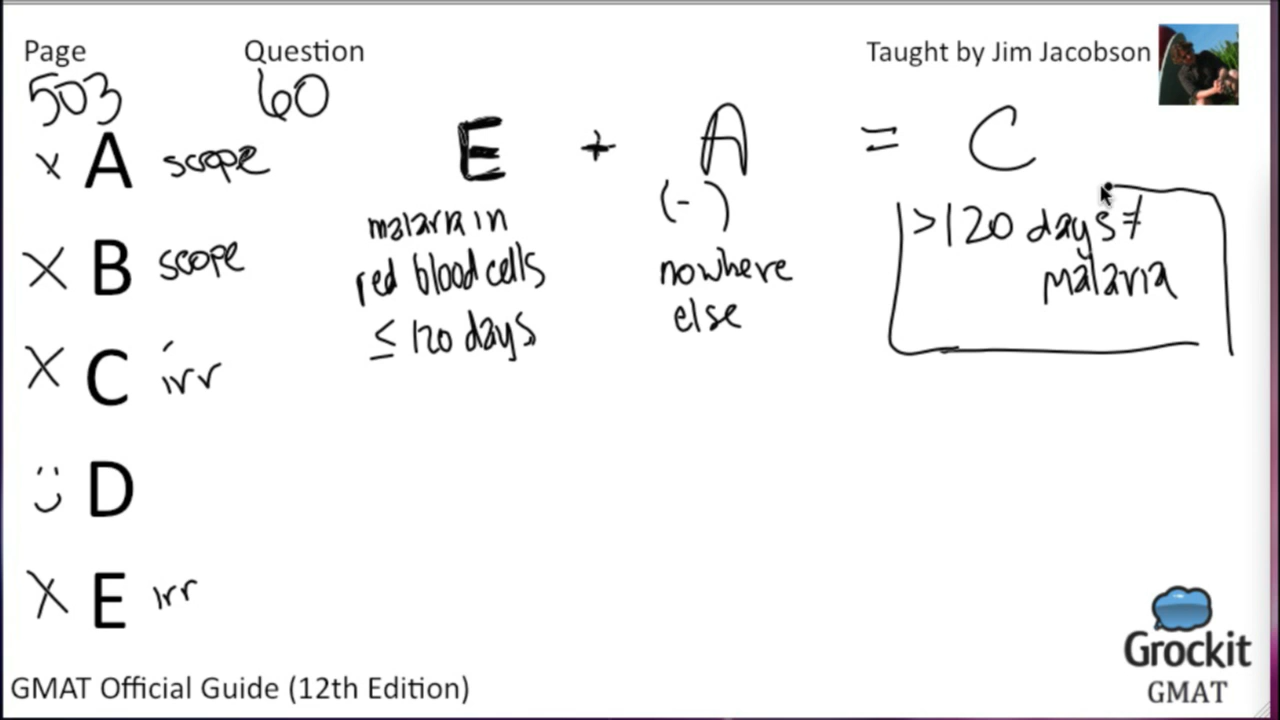 Page Question Taught by Jim Jacobson
503 60
E + A = C
x A scope
(-)
malaria in
>120 days ≠
X B scope
red blood cells
nowhere
malaria
≤ 120 days
else
X C irr
D
X E irr
Grockit
GMAT
GMAT Official Guide (12th Edition)